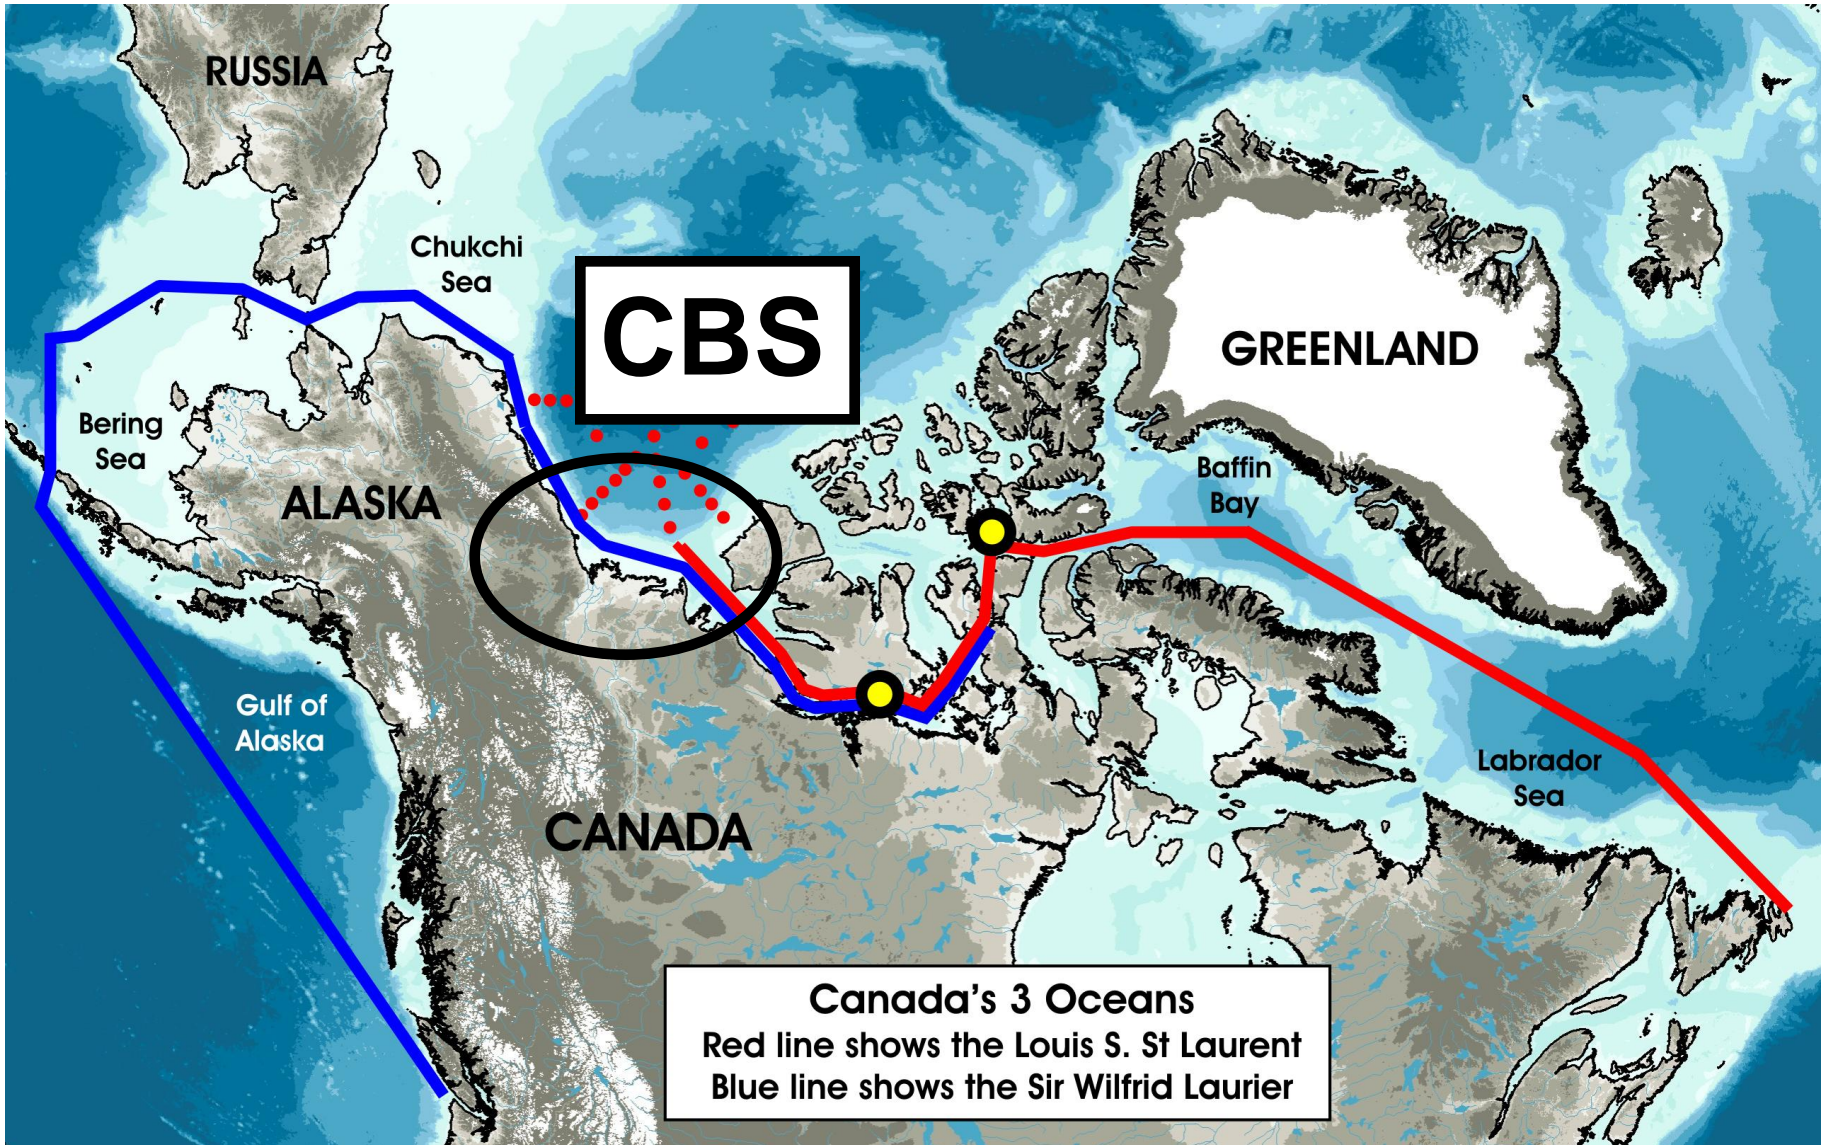 RUSSIA
Chukchi
Sea
CBS
GREENLAND
Bering
Sea
ALASKA
Baffin
Bay
Gulf of
Alaska
Labrador
Sea
CANADA
Canada's 3 Oceans
Red line shows the Louis S. St Laurent
Blue line shows the Sir Wilfrid Laurier